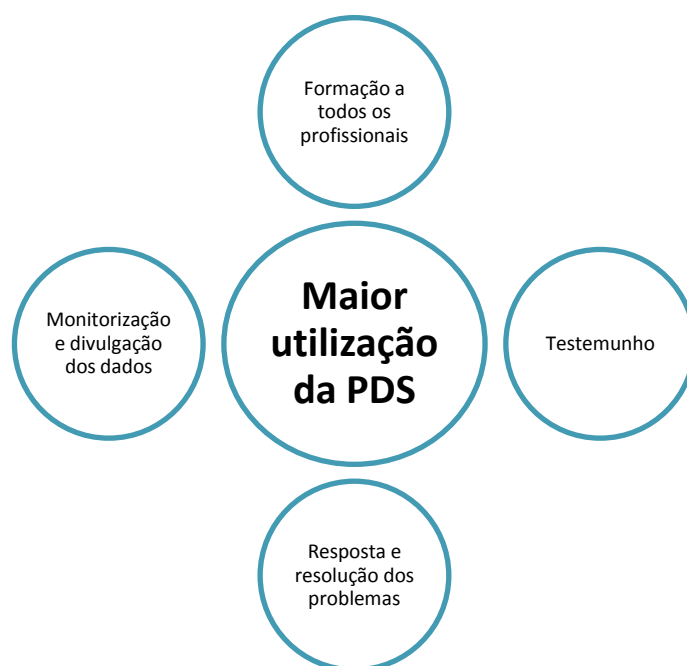 Formação a
todos os
profissionais
Monitorização
e divulgação
dos dados
Maior
utilização
da PDS
Testemunho
Resposta e
resolução dos
problemas